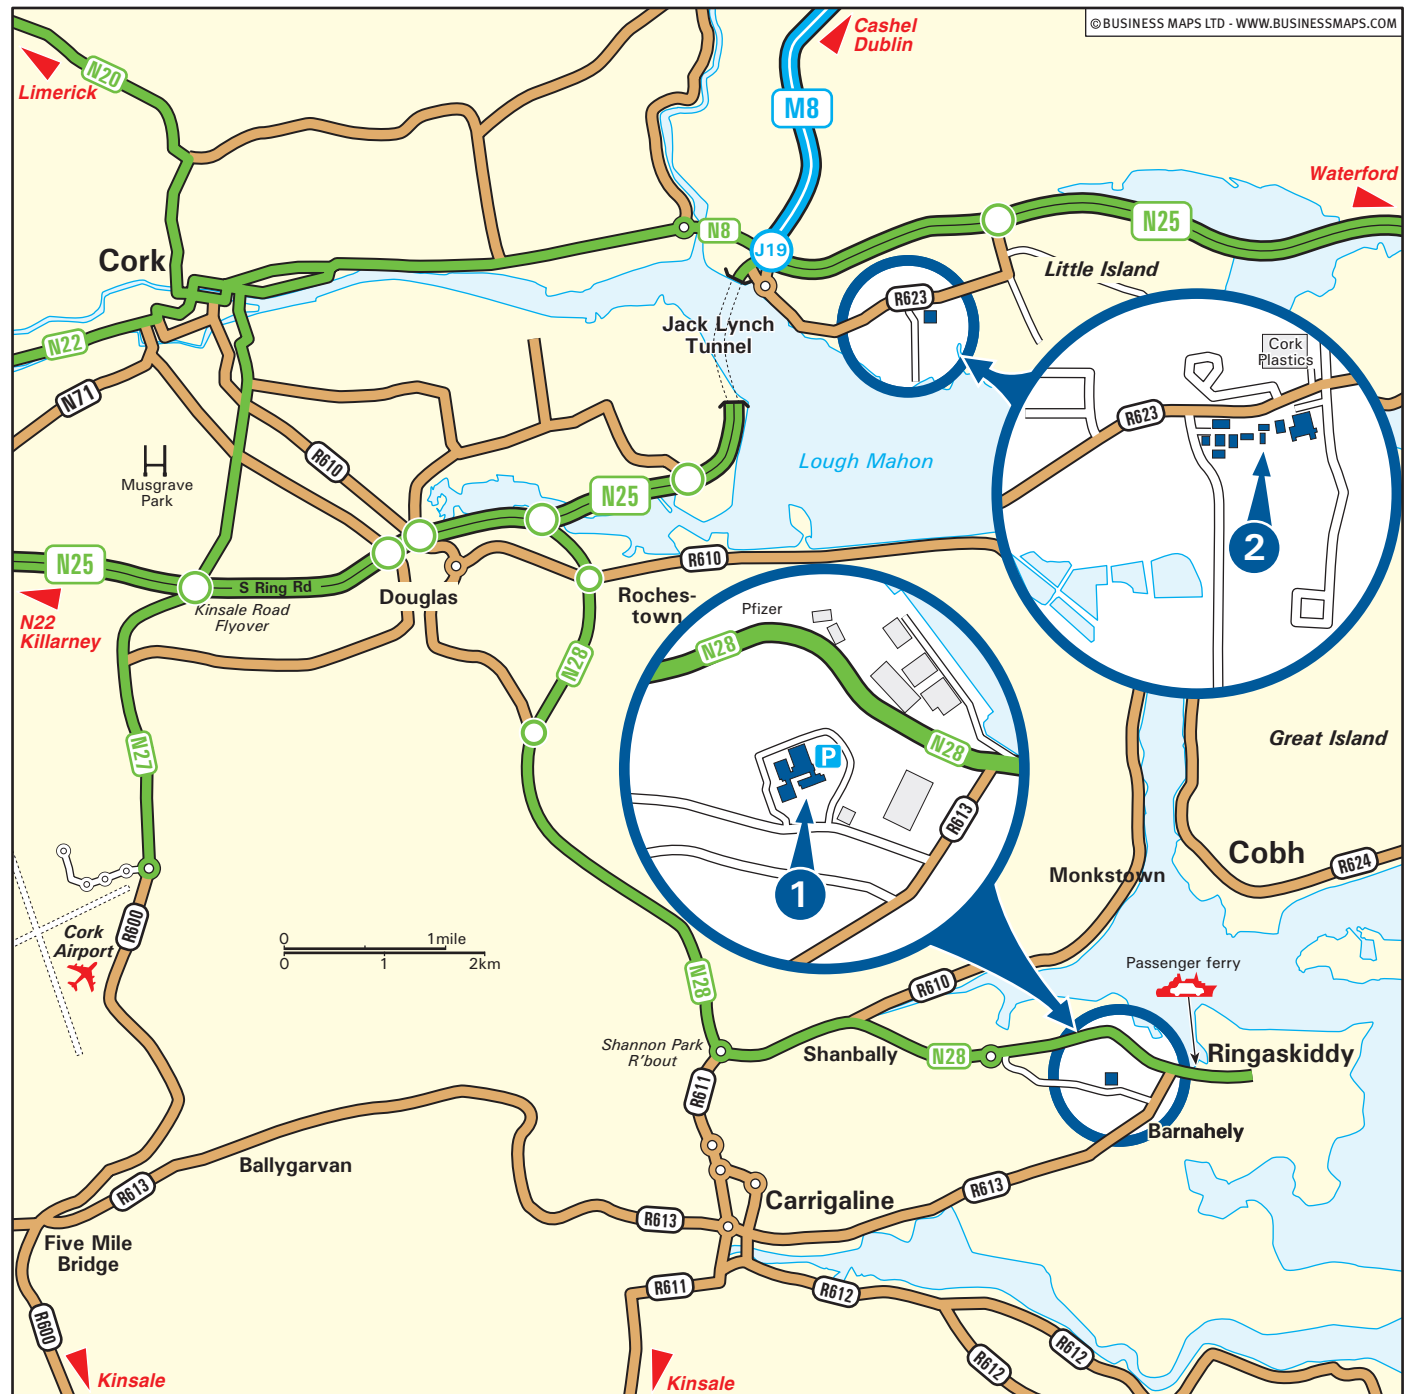 ©BUSINESS MAPS LTD - WWW.BUSINESSMAPS.COM
Cashel
Dublin
N20
Limerick
M8
Waterford
N8
N25
J19
Cork
Little Island
R623
Jack Lynch
Tunnel
N22
Cork
Plastics
N71
R623
R610
Lough Mahon
Musgrave
Park
N25
2
N25
R610
S Ring Rd
Douglas
Roches-
town
Kinsale Road
Flyover
N22
Killarney
Pfizer
N28
N28
N28
Great Island
N27
P
R613
Cobh
R624
Monkstown
1
R600
Cork
Airport
0 1mile
0 1 2km
Passenger ferry
N28
R610
Shannon Park
R'bout
Shanbally
N28
Ringaskiddy
R611
Barnahely
Ballygarvan
R613
R613
Carrigaline
R613
Five Mile
Bridge
R611
R612
R600
R612
R612
Kinsale
Kinsale